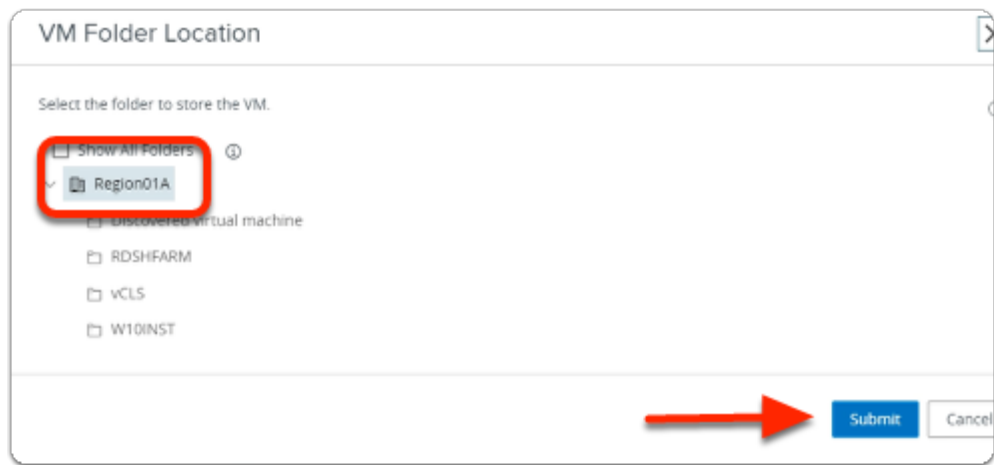 VM Folder Location
Select the folder to store the VM.
Show All Folders
Region01A
Discovered virtual machine
RDSHFARM
vCLS
W10INST
Submit
Cancel